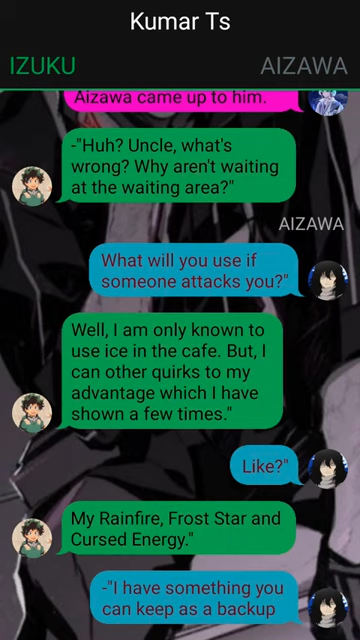 Kumar Ts
IZUKU AIZAWA
Aizawa came up to him.
-"Huh? Uncle, what's
wrong? Why aren't waiting
at the waiting area?"
AIZAWA
What will you use if
someone attacks you?"
Well, I am only known to
use ice in the cafe. But, I
can other quirks to my
advantage which I have
shown a few times."
Like?"
My Rainfire, Frost Star and
Cursed Energy."
-"I have something you
can keep as a backup